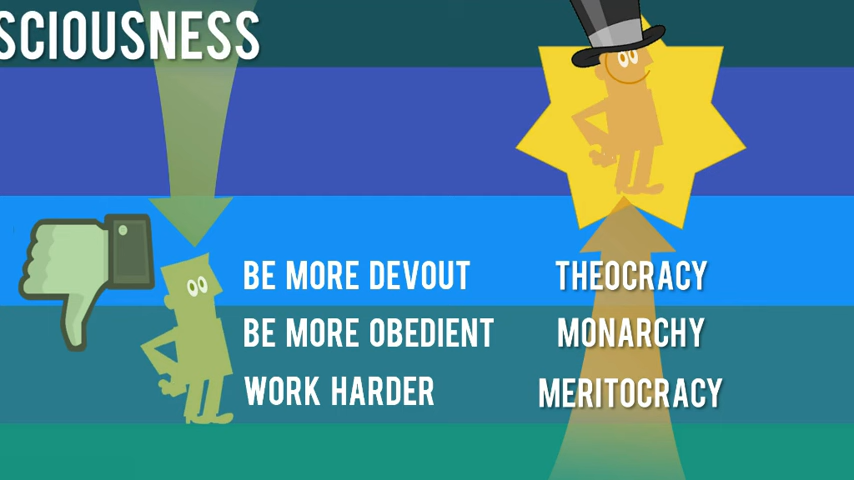 SCIOUSNESS
BE MORE DEVOUT THEOCRACY
BE MORE OBEDIENT MONARCHY
WORK HARDER MERITOCRACY